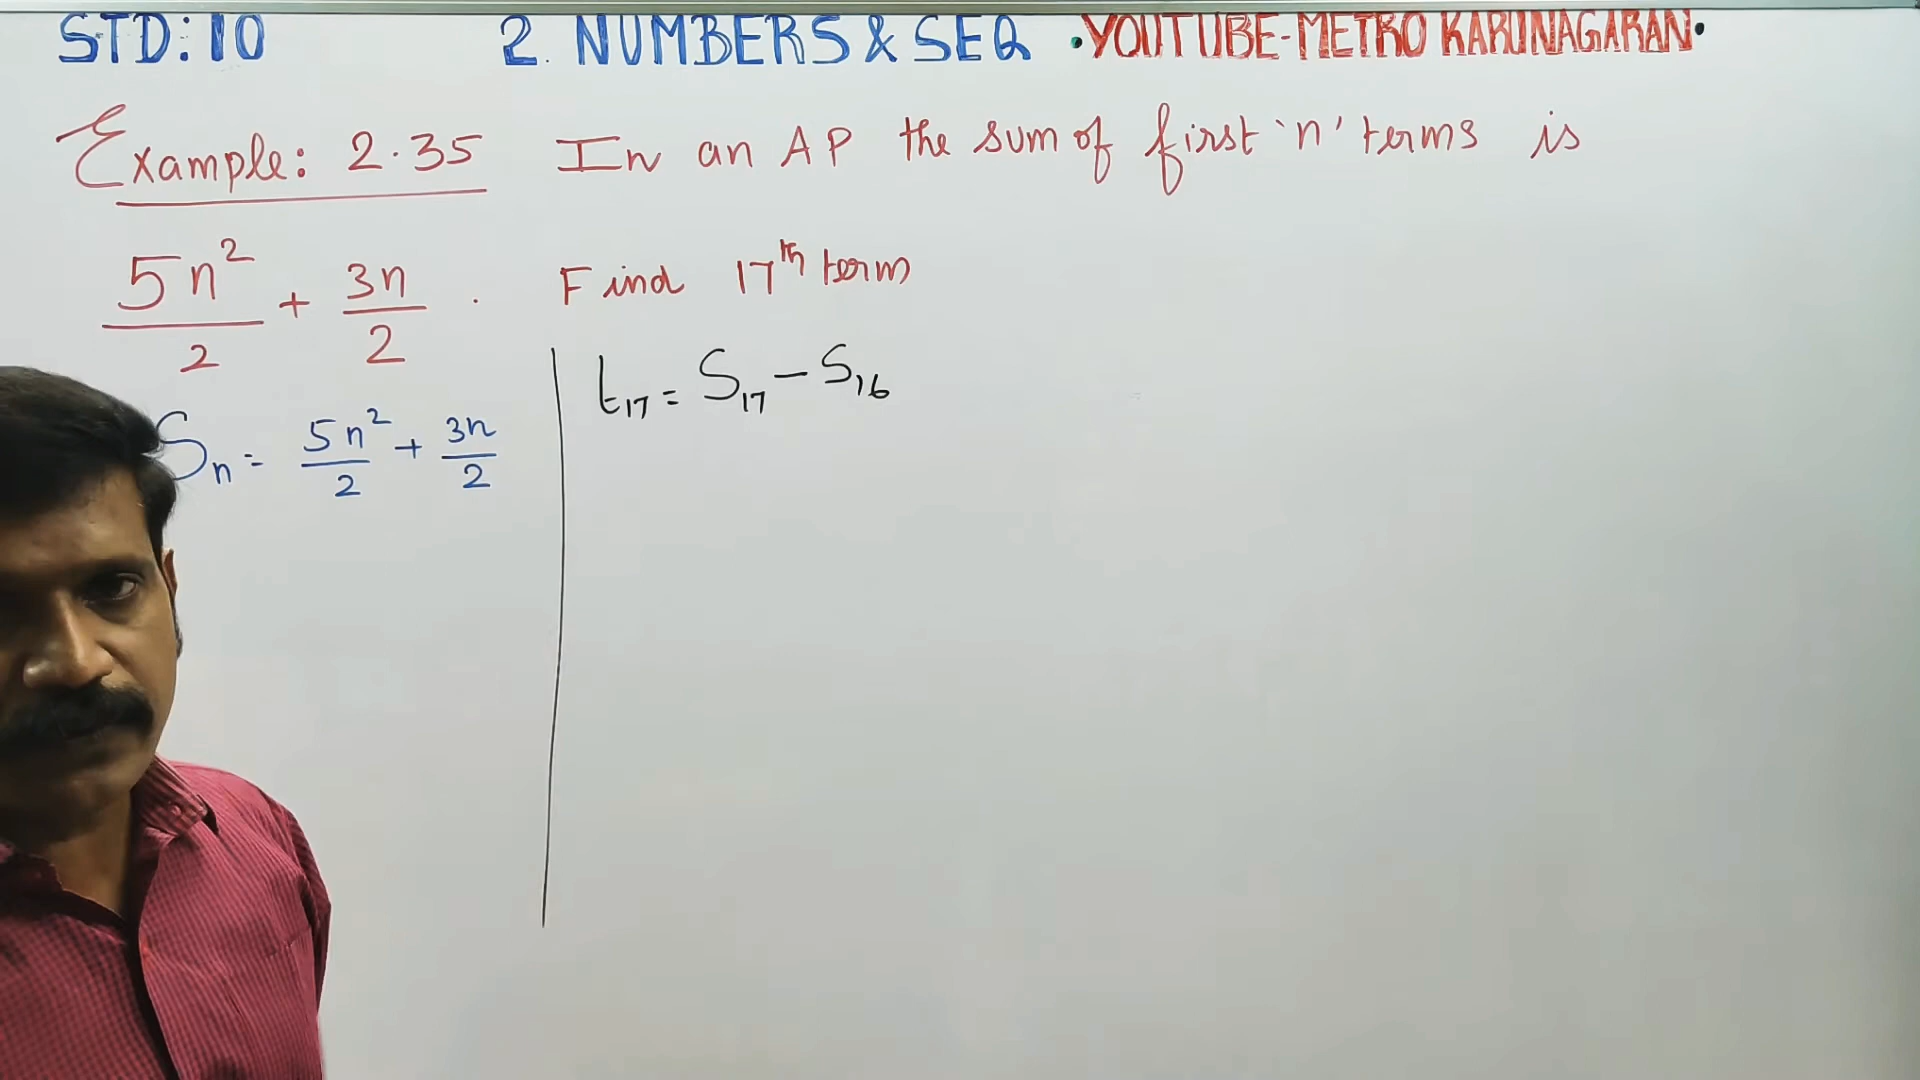 STD: 10 2. NUMBERS & SEQ •YOUTUBE-METRO KARUNAGARAN•
Example: 2.35 In an AP the sum of first 'n' terms is
5n²/2 + 3n/2 . Find 17th term
Sn = 5n²/2 + 3n/2
t17 = S17 - S16